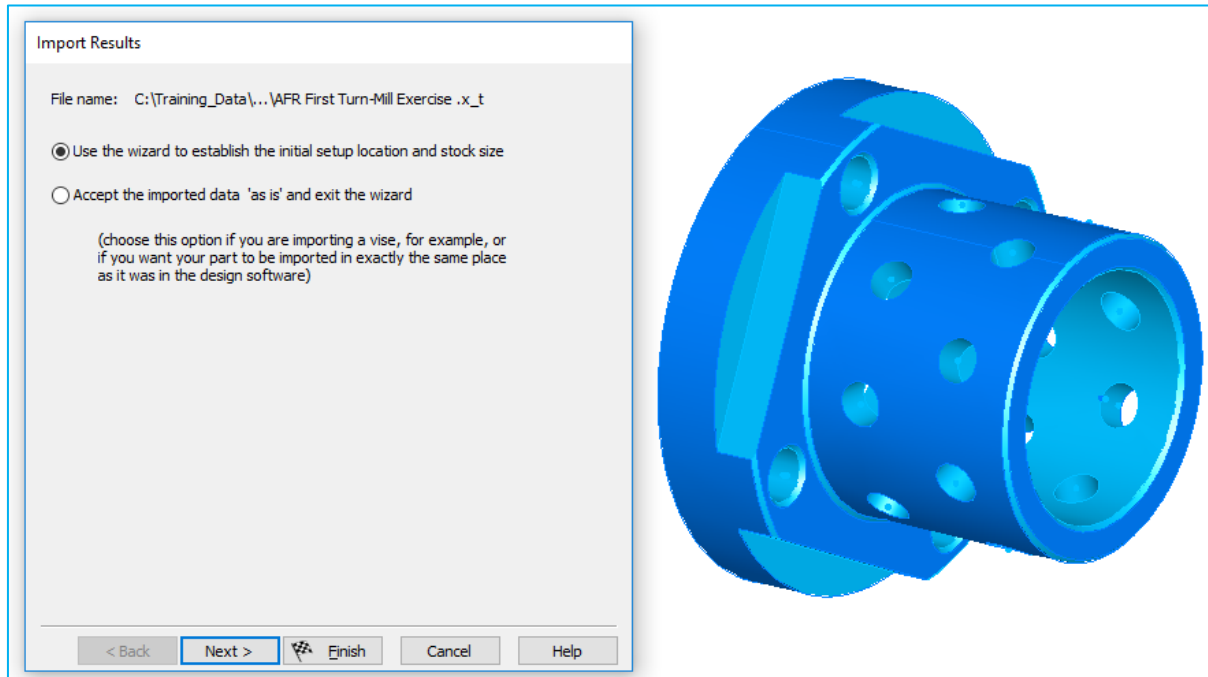 Import Results
File name: C:\Training_Data\...\AFR First Turn-Mill Exercise .x_t
Use the wizard to establish the initial setup location and stock size
Accept the imported data 'as is' and exit the wizard
(choose this option if you are importing a vise, for example, or
if you want your part to be imported in exactly the same place
as it was in the design software)
< Back Next > Finish Cancel Help